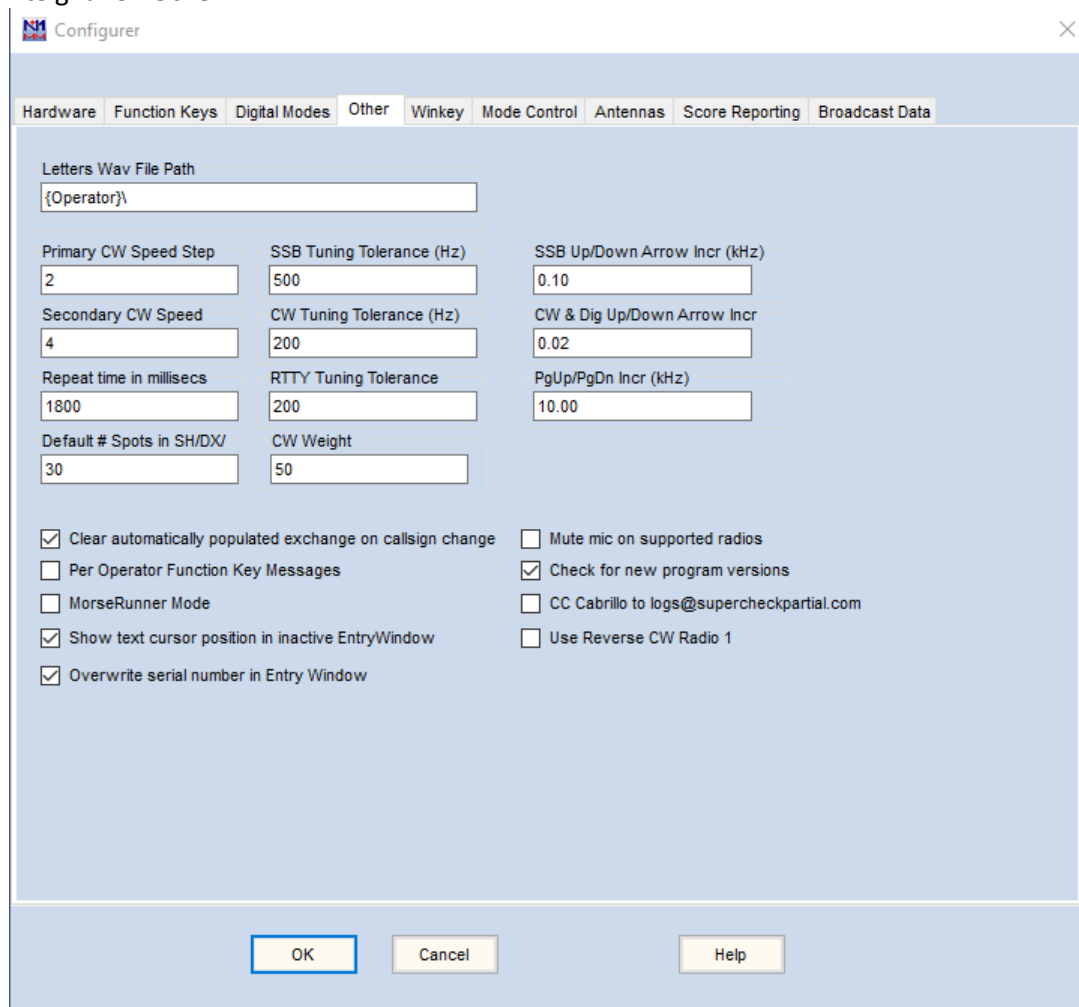 Configurer
Hardware Function Keys Digital Modes Other Winkey Mode Control Antennas Score Reporting Broadcast Data
Letters Wav File Path
{Operator}\
Primary CW Speed Step SSB Tuning Tolerance (Hz) SSB Up/Down Arrow Incr (kHz)
2 500 0.10
Secondary CW Speed CW Tuning Tolerance (Hz) CW & Dig Up/Down Arrow Incr
4 200 0.02
Repeat time in millisecs RTTY Tuning Tolerance PgUp/PgDn Incr (kHz)
1800 200 10.00
Default # Spots in SH/DX/ CW Weight
30 50
Clear automatically populated exchange on callsign change Mute mic on supported radios
Per Operator Function Key Messages Check for new program versions
MorseRunner Mode CC Cabrillo to logs@supercheckpartial.com
Show text cursor position in inactive EntryWindow Use Reverse CW Radio 1
Overwrite serial number in Entry Window
OK Cancel Help